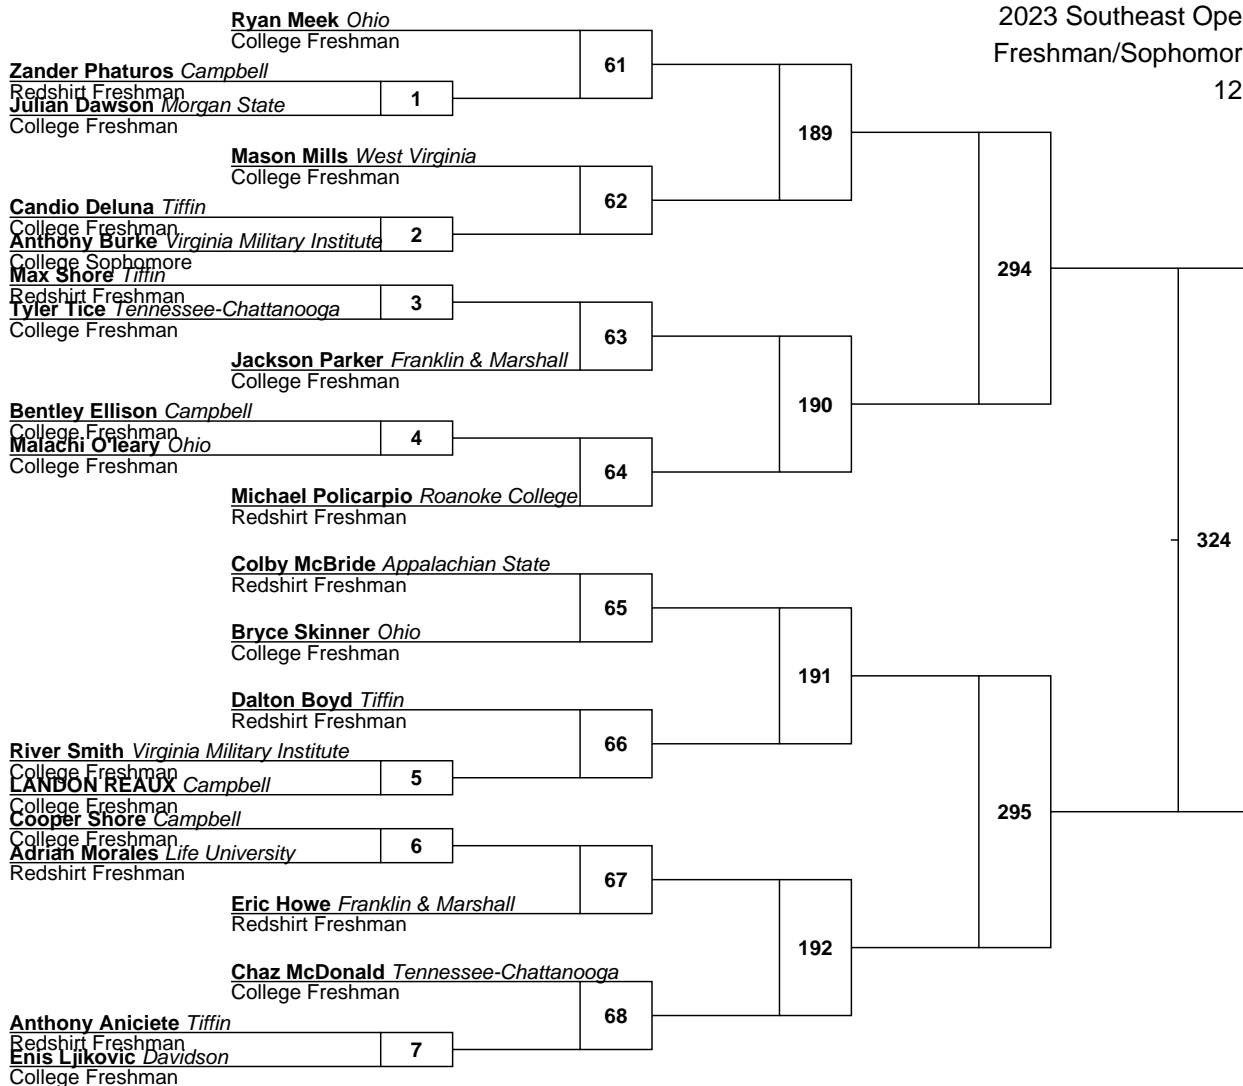 2023 Southeast Ope
Freshman/Sophomor
12
Ryan Meek Ohio
College Freshman
61
Zander Phaturos Campbell
Redshirt Freshman
1
Julian Dawson Morgan State
College Freshman
189
Mason Mills West Virginia
College Freshman
62
Candio Deluna Tiffin
College Freshman
2
Anthony Burke Virginia Military Institute
College Sophomore
294
Max Shore Tiffin
Redshirt Freshman
3
Tyler Tice Tennessee-Chattanooga
College Freshman
63
Jackson Parker Franklin & Marshall
College Freshman
190
Bentley Ellison Campbell
College Freshman
4
Malachi O'leary Ohio
College Freshman
64
Michael Policarpio Roanoke College
Redshirt Freshman
324
Colby McBride Appalachian State
Redshirt Freshman
65
Bryce Skinner Ohio
College Freshman
191
Dalton Boyd Tiffin
Redshirt Freshman
66
River Smith Virginia Military Institute
College Freshman
5
LANDON REAUX Campbell
College Freshman
295
Cooper Shore Campbell
College Freshman
6
Adrian Morales Life University
Redshirt Freshman
67
Eric Howe Franklin & Marshall
Redshirt Freshman
192
Chaz McDonald Tennessee-Chattanooga
College Freshman
68
Anthony Aniciete Tiffin
Redshirt Freshman
7
Enis Ljikovic Davidson
College Freshman